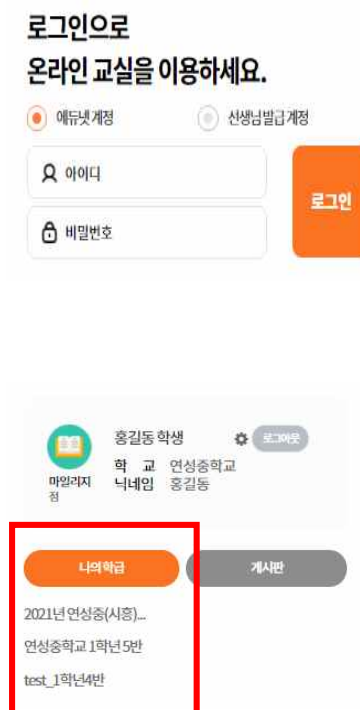 로그인으로
온라인 교실을 이용하세요.
에듀넷 계정 선생님 발급 계정
아이디
로그인
비밀번호
홍길동 학생 로그아웃
학 교 연성중학교
마일리지 닉네임 홍길동
점
나의 학급 게시판
2021년 연성중(시흥)...
연성중학교 1학년 5반
test_1학년4반